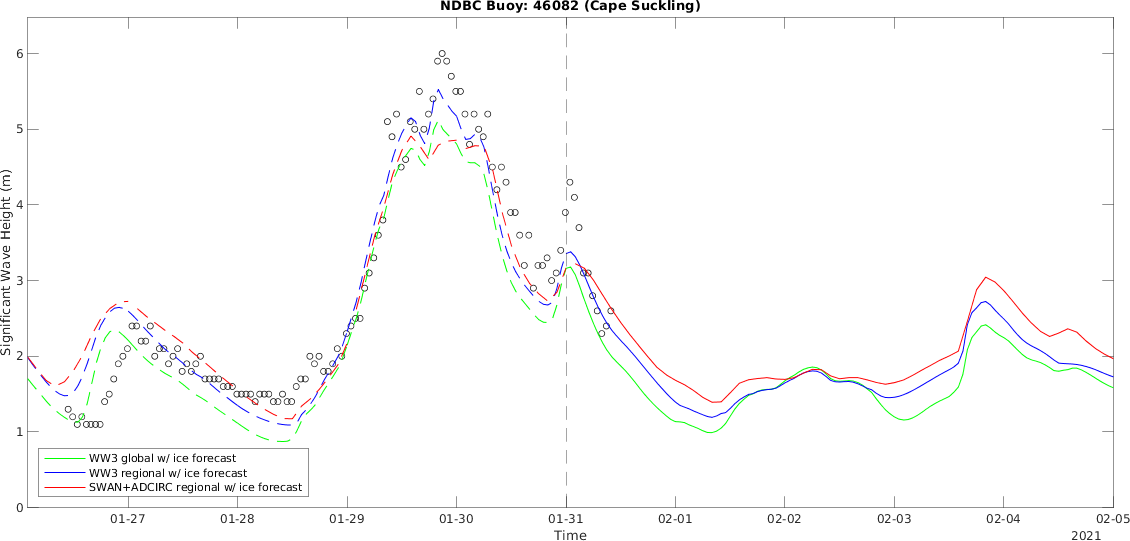 NDBC Buoy: 46082 (Cape Suckling)
Significant Wave Height (m)
6
5
4
3
2
1
0
WW3 global w/ ice forecast
WW3 regional w/ ice forecast
SWAN+ADCIRC regional w/ ice forecast
01-27 01-28 01-29 01-30 01-31 02-01 02-02 02-03 02-04 02-05
Time
2021